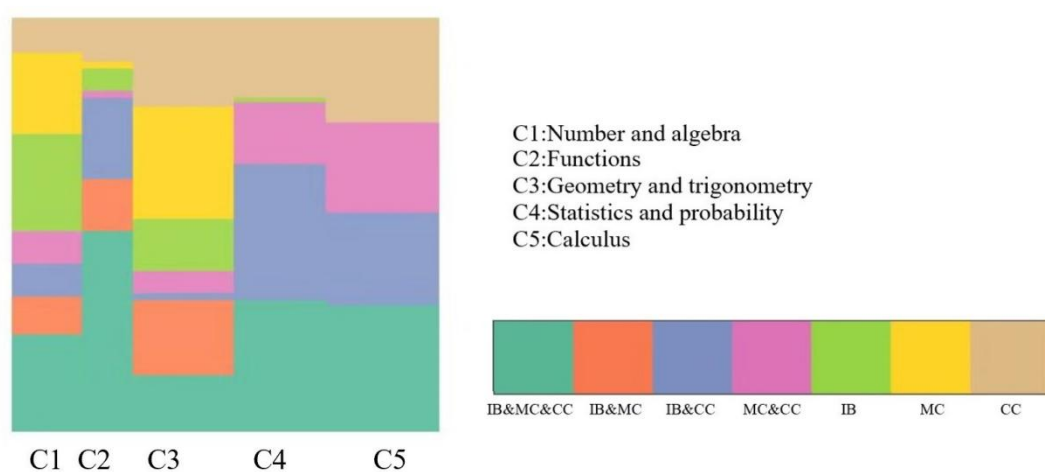 C1:Number and algebra
C2:Functions
C3:Geometry and trigonometry
C4:Statistics and probability
C5:Calculus
IB&MC&CC IB&MC IB&CC MC&CC IB MC CC
C1 C2 C3 C4 C5